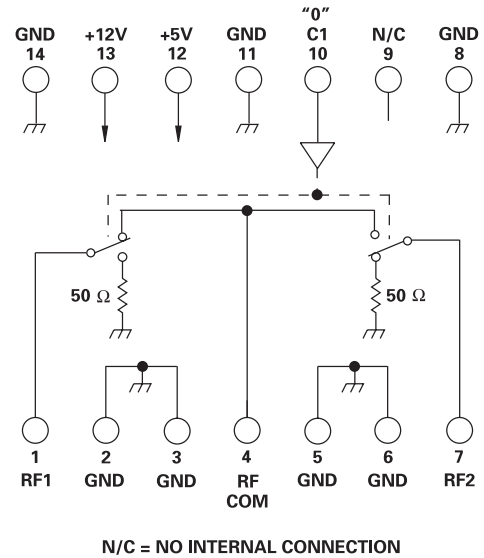 “0”
GND +12V +5V GND C1 N/C GND
14 13 12 11 10 9 8
50 Ω 50 Ω
1 2 3 4 5 6 7
RF1 GND GND RF GND GND RF2
COM
N/C = NO INTERNAL CONNECTION